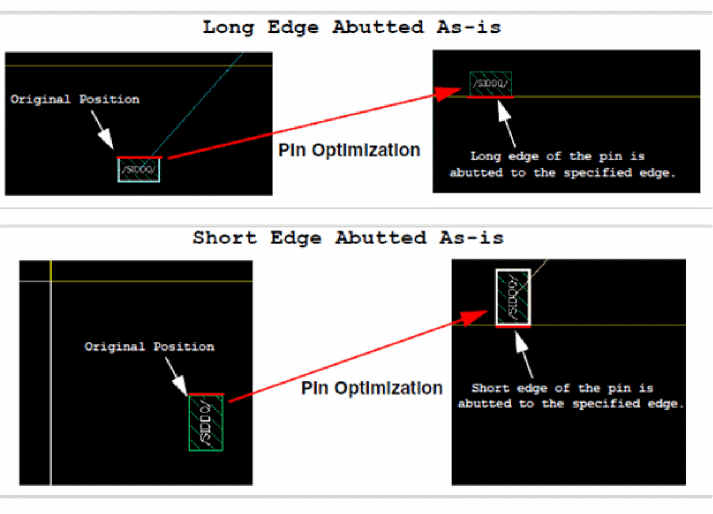 Long Edge Abutted As-is
Original Position
/SIDDQ/
Pin Optimization
/SIDDQ/
Long edge of the pin is
abutted to the specified edge.
Short Edge Abutted As-is
Original Position
/SIDDQ/
Pin Optimization
/SIDDQ/
Short edge of the pin is
abutted to the specified edge.